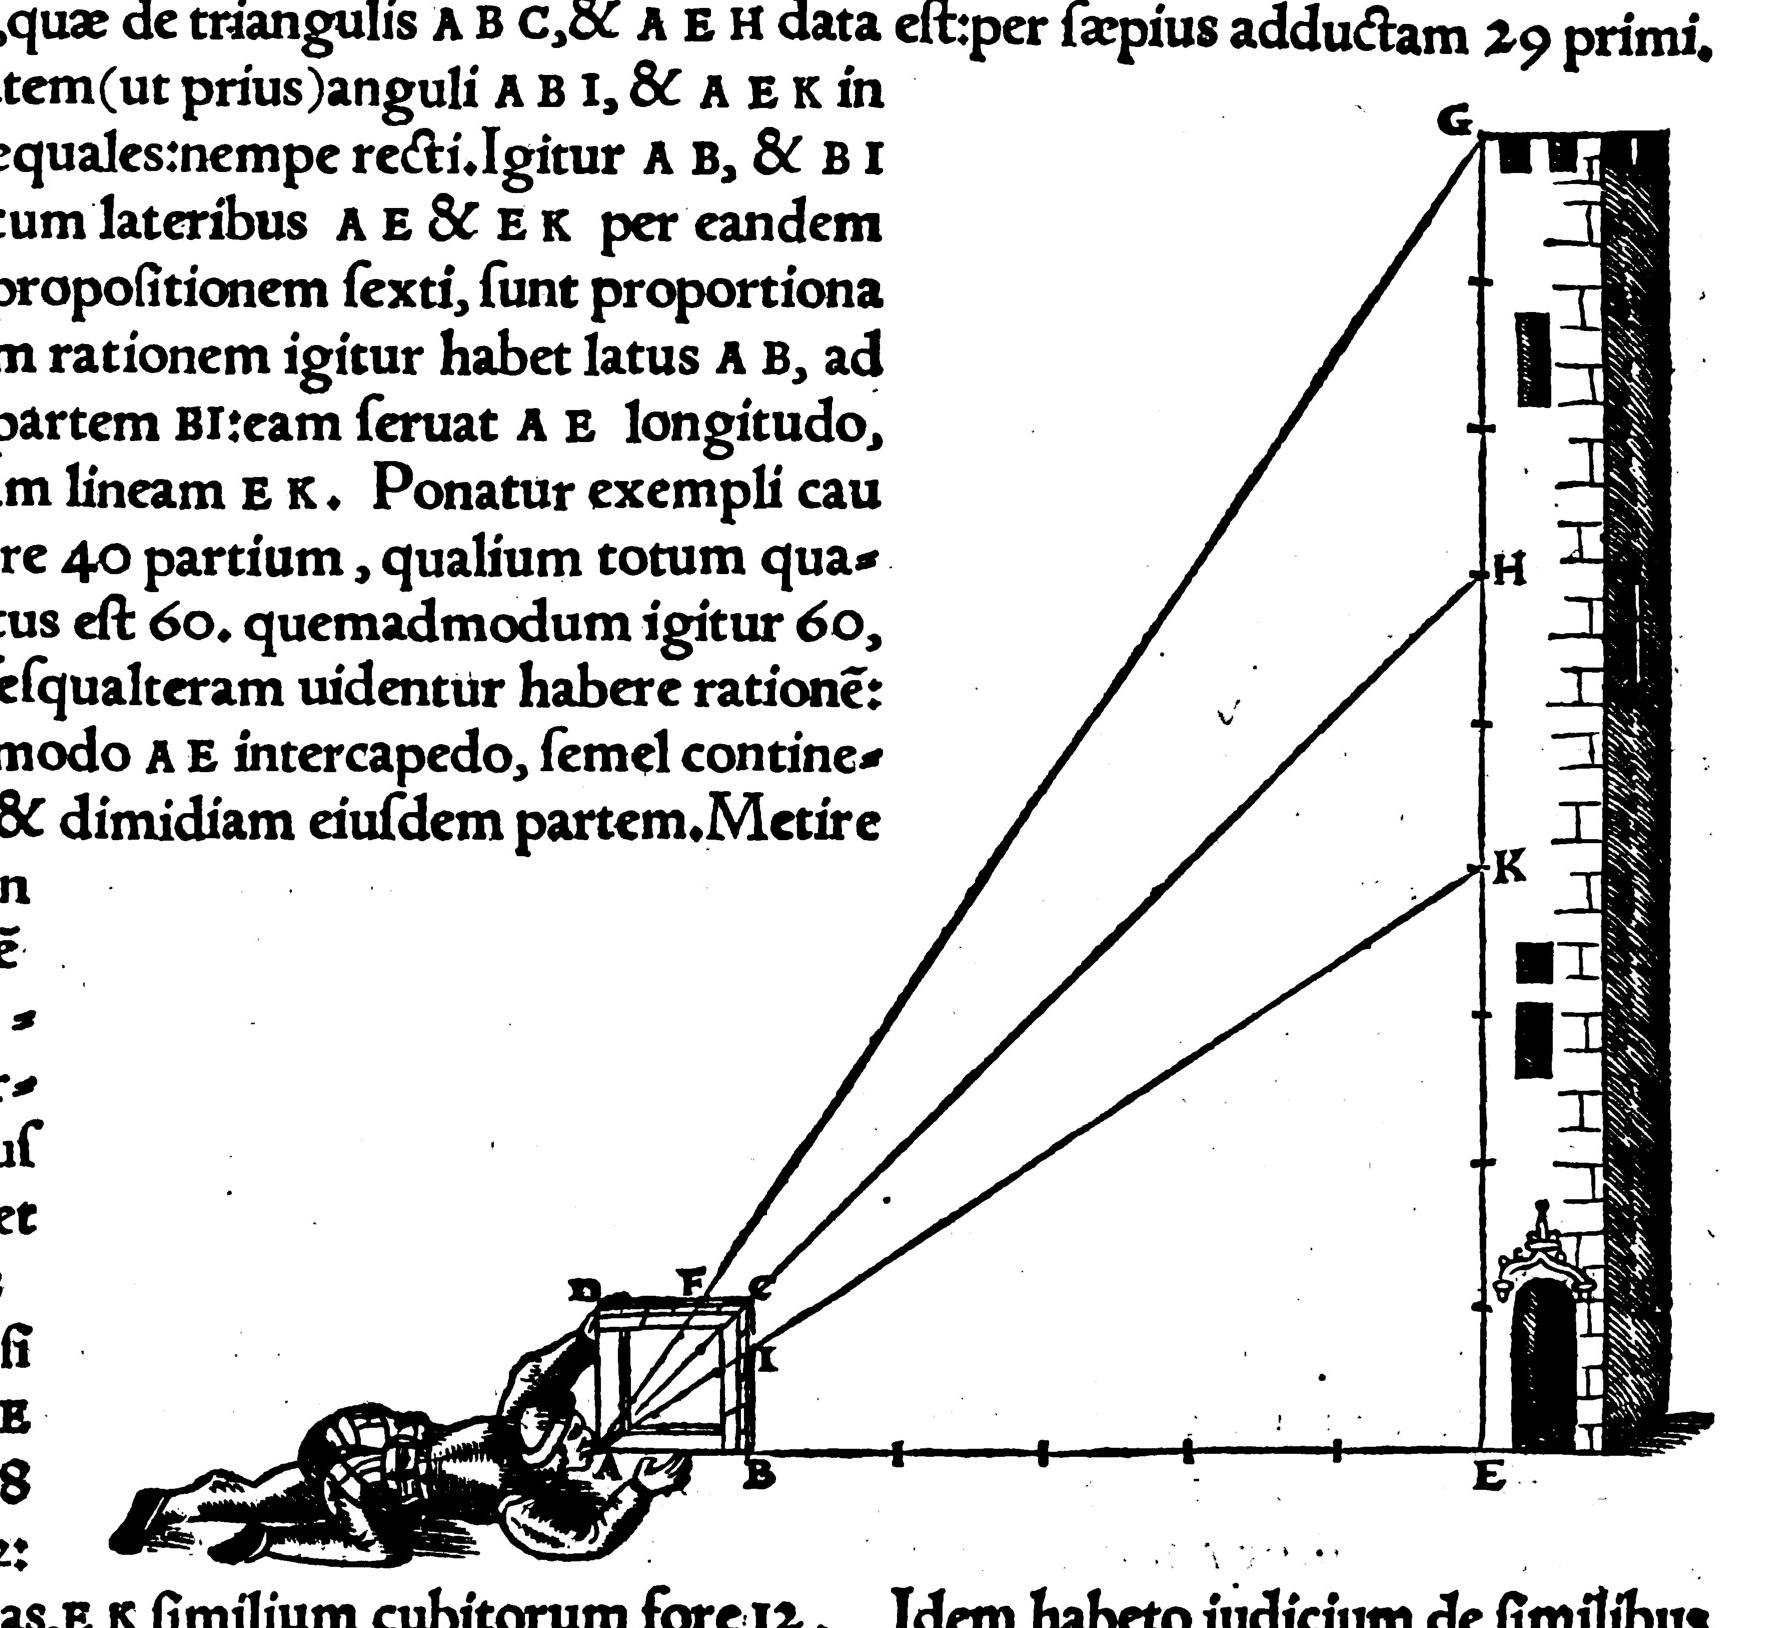 ,quæ de triangulis A B C,& A E H data eſt:per ſæpius adductam 29 primi.
tem(ut prius)anguli A B I, & A E K in
equales:nempe recti.Igitur A B, & B I
cum lateribus A E & E K per eandem
propoſitionem ſexti, ſunt proportiona
m rationem igitur habet latus A B, ad
partem BI:eam ſeruat A E longitudo,
m lineam E K. Ponatur exempli cau
re 40 partium, qualium totum qua⸗
tus eſt 60. quemadmodum igitur 60,
eſqualteram uidentur habere rationē:
modo A E intercapedo, ſemel contine⸗
& dimidiam eiuſdem partem.Metire
n
ē
⸗
r⸗
uſ
et
ſi
E
8
2:
G
H
K
D F C
I
A B E
as.E K ſimilium cubitorum fore 12. Idem habeto iudicium de ſimilibus